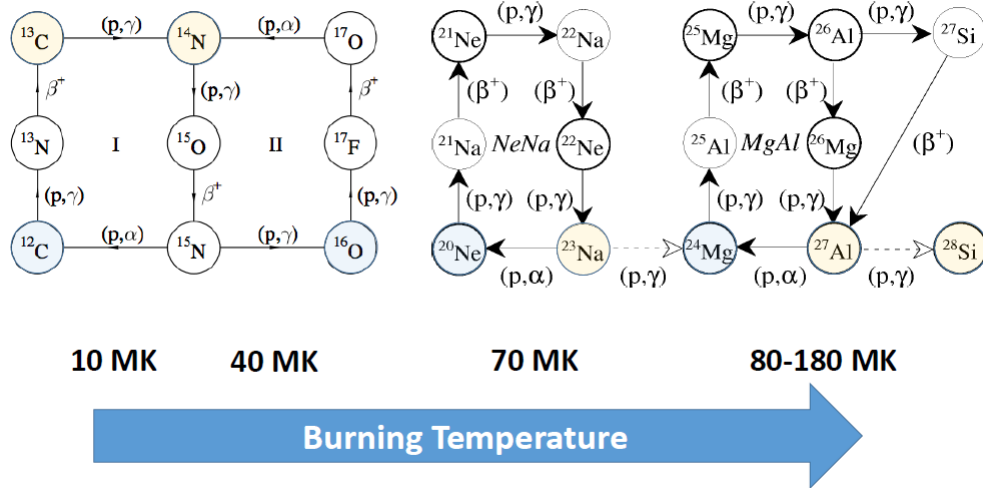 ¹³C (p,γ) ¹⁴N (p,α) ¹⁷O
β⁺ (p,γ) β⁺
¹³N I ¹⁵O II ¹⁷F
(p,γ) β⁺ (p,γ)
¹²C (p,α) ¹⁵N (p,γ) ¹⁶O
(p,γ)
²¹Ne ²²Na
(β⁺) (β⁺)
²¹Na NeNa ²²Ne
(p,γ) (p,γ)
²⁰Ne ²³Na
(p,α) (p,γ)
(p,γ) (p,γ)
²⁵Mg ²⁶Al ²⁷Si
(β⁺) (β⁺)
²⁵Al MgAl ²⁶Mg (β⁺)
(p,γ) (p,γ)
²⁴Mg ²⁷Al ²⁸Si
(p,α) (p,γ)
10 MK 40 MK 70 MK 80-180 MK
Burning Temperature